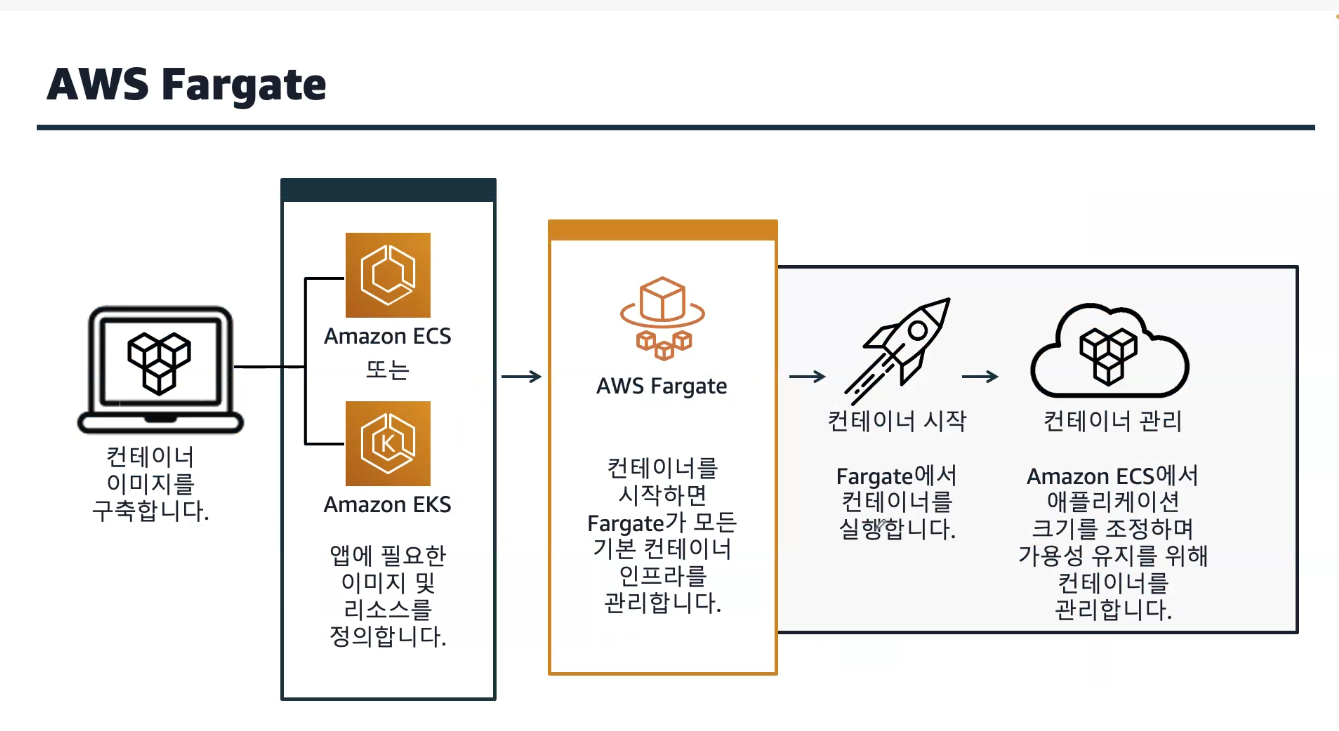 AWS Fargate
컨테이너
이미지를
구축합니다.
Amazon ECS
또는
Amazon EKS
앱에 필요한
이미지 및
리소스를
정의합니다.
AWS Fargate
컨테이너를
시작하면
Fargate가 모든
기본 컨테이너
인프라를
관리합니다.
컨테이너 시작
Fargate에서
컨테이너를
실행합니다.
컨테이너 관리
Amazon ECS에서
애플리케이션
크기를 조정하며
가용성 유지를 위해
컨테이너를
관리합니다.